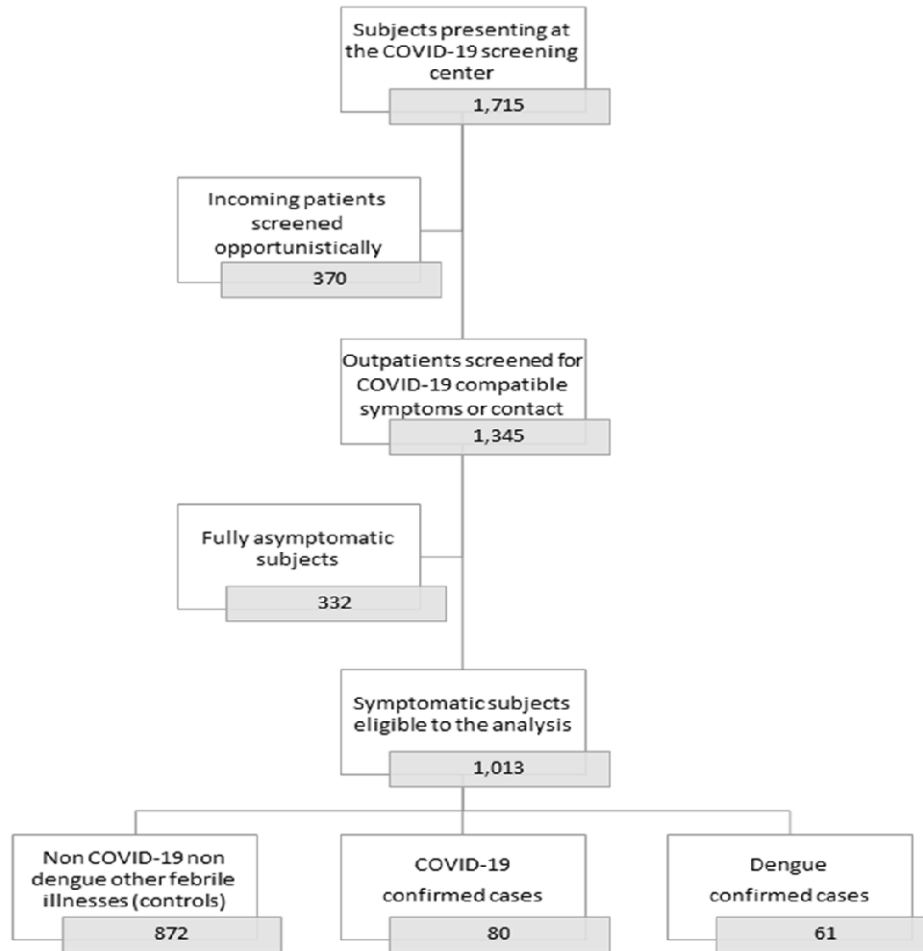 Subjects presenting at
the COVID-19 screening
center
1,715
Incoming patients
screened
opportunistically
370
Outpatients screened for
COVID-19 compatible
symptoms or contact
1,345
Fully asymptomatic
subjects
332
Symptomatic subjects
eligible to the analysis
1,013
Non COVID-19 non
dengue other febrile
illnesses (controls)
872
COVID-19
confirmed cases
80
Dengue
confirmed cases
61